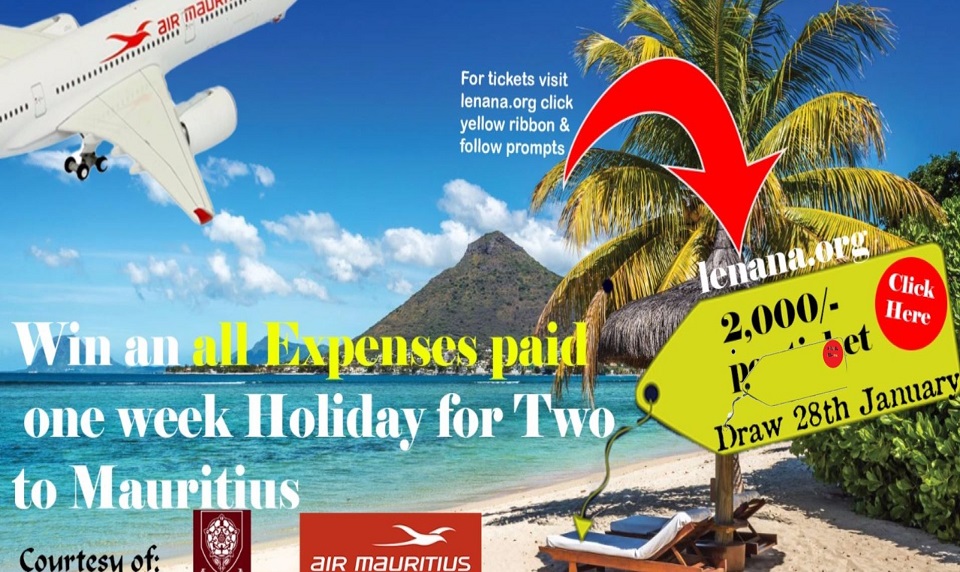 AIR MAURI
For tickets visit
lenana.org click
yellow ribbon &
follow prompts
lenana.org
2,000/-
Click
Here
Draw 28th January
Win an all Expenses paid
one week Holiday for Two
to Mauritius
Courtesy of:
AIR MAURITIUS